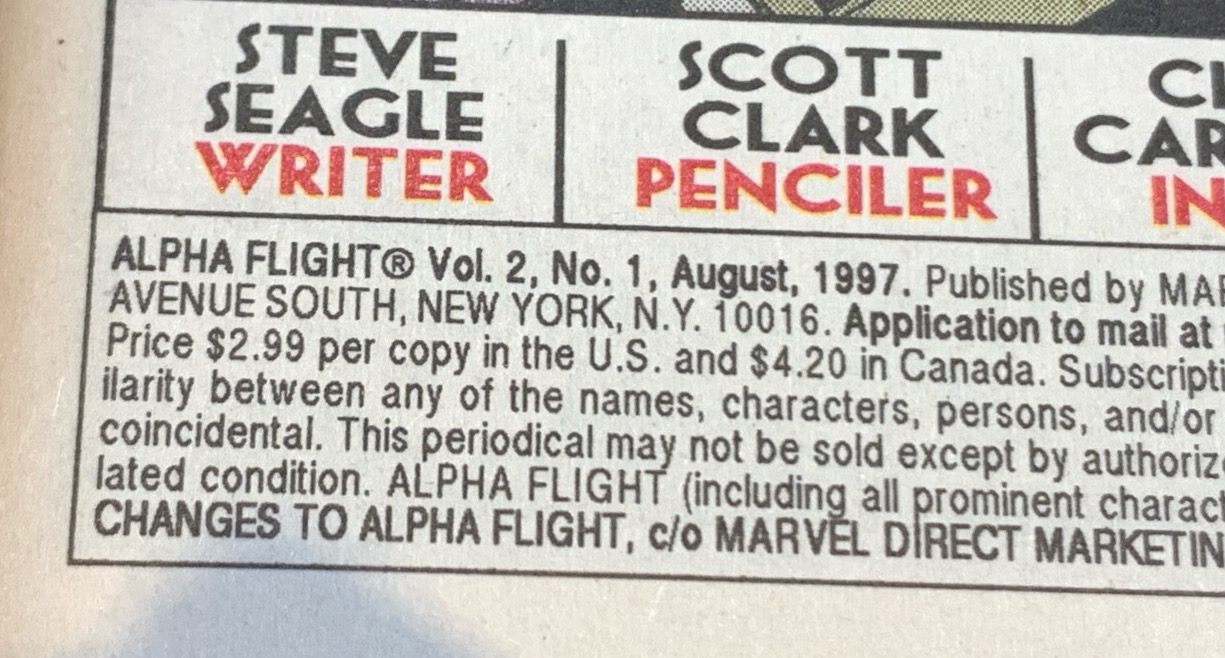 STEVE
SEAGLE
WRITER
SCOTT
CLARK
PENCILER
ALPHA FLIGHT® Vol. 2, No. 1, August, 1997. Published by
AVENUE SOUTH, NEW YORK, N.Y. 10016. Application to mail at
Price $2.99 per copy in the U.S. and $4.20 in Canada.
ilarity between any of the names, characters, persons, and/or
coincidental. This periodical may not be sold except by
lated condition. ALPHA FLIGHT (including all prominent
CHANGES TO ALPHA FLIGHT, c/o MARVEL DIRECT